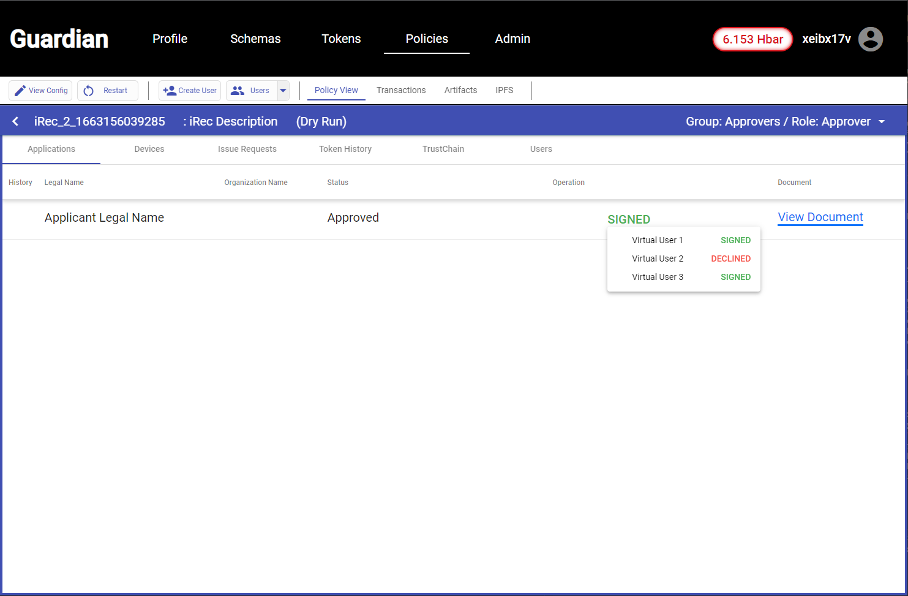 Guardian Profile Schemas Tokens Policies Admin 6.153 Hbar xeibx17v
View Config Restart Create User Users Policy View Transactions Artifacts IPFS
iRec_2_1663156039285 : iRec Description (Dry Run) Group: Approvers / Role: Approver
Applications Devices Issue Requests Token History TrustChain Users
History Legal Name Organization Name Status Operation Document
Applicant Legal Name Approved SIGNED View Document
Virtual User 1 SIGNED
Virtual User 2 DECLINED
Virtual User 3 SIGNED